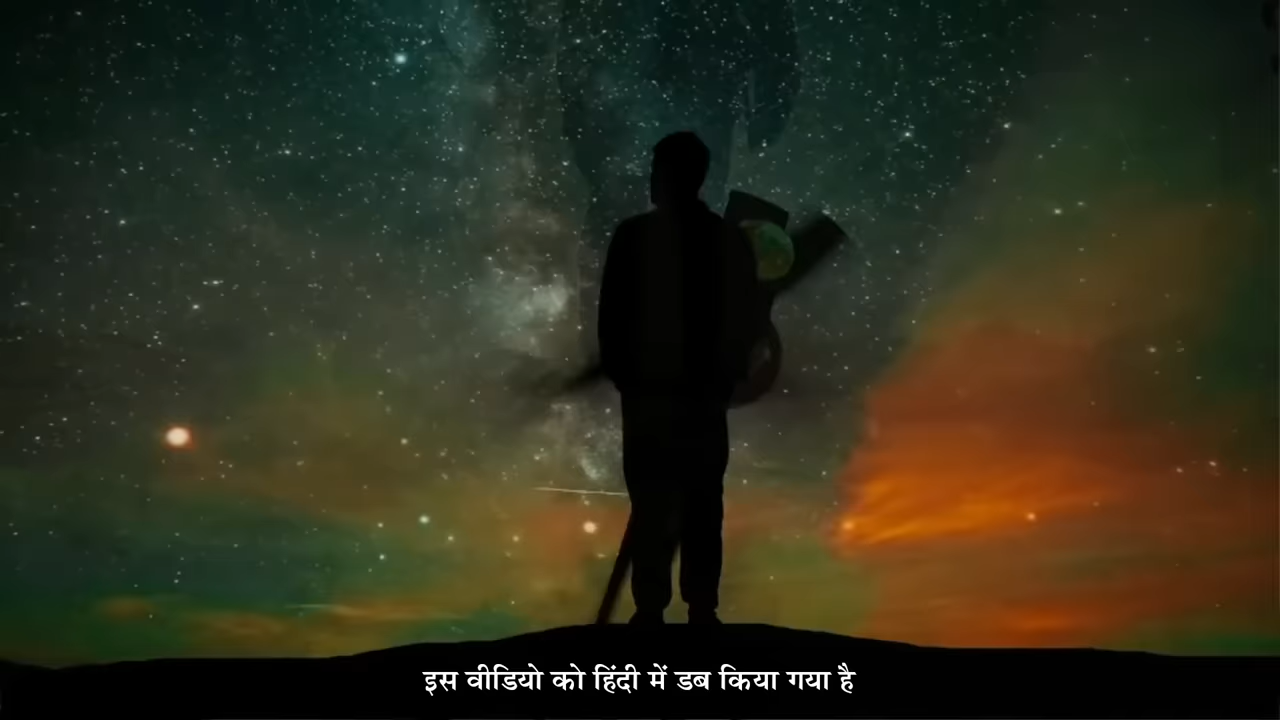 इस वीडियो को हिंदी में डब किया गया है